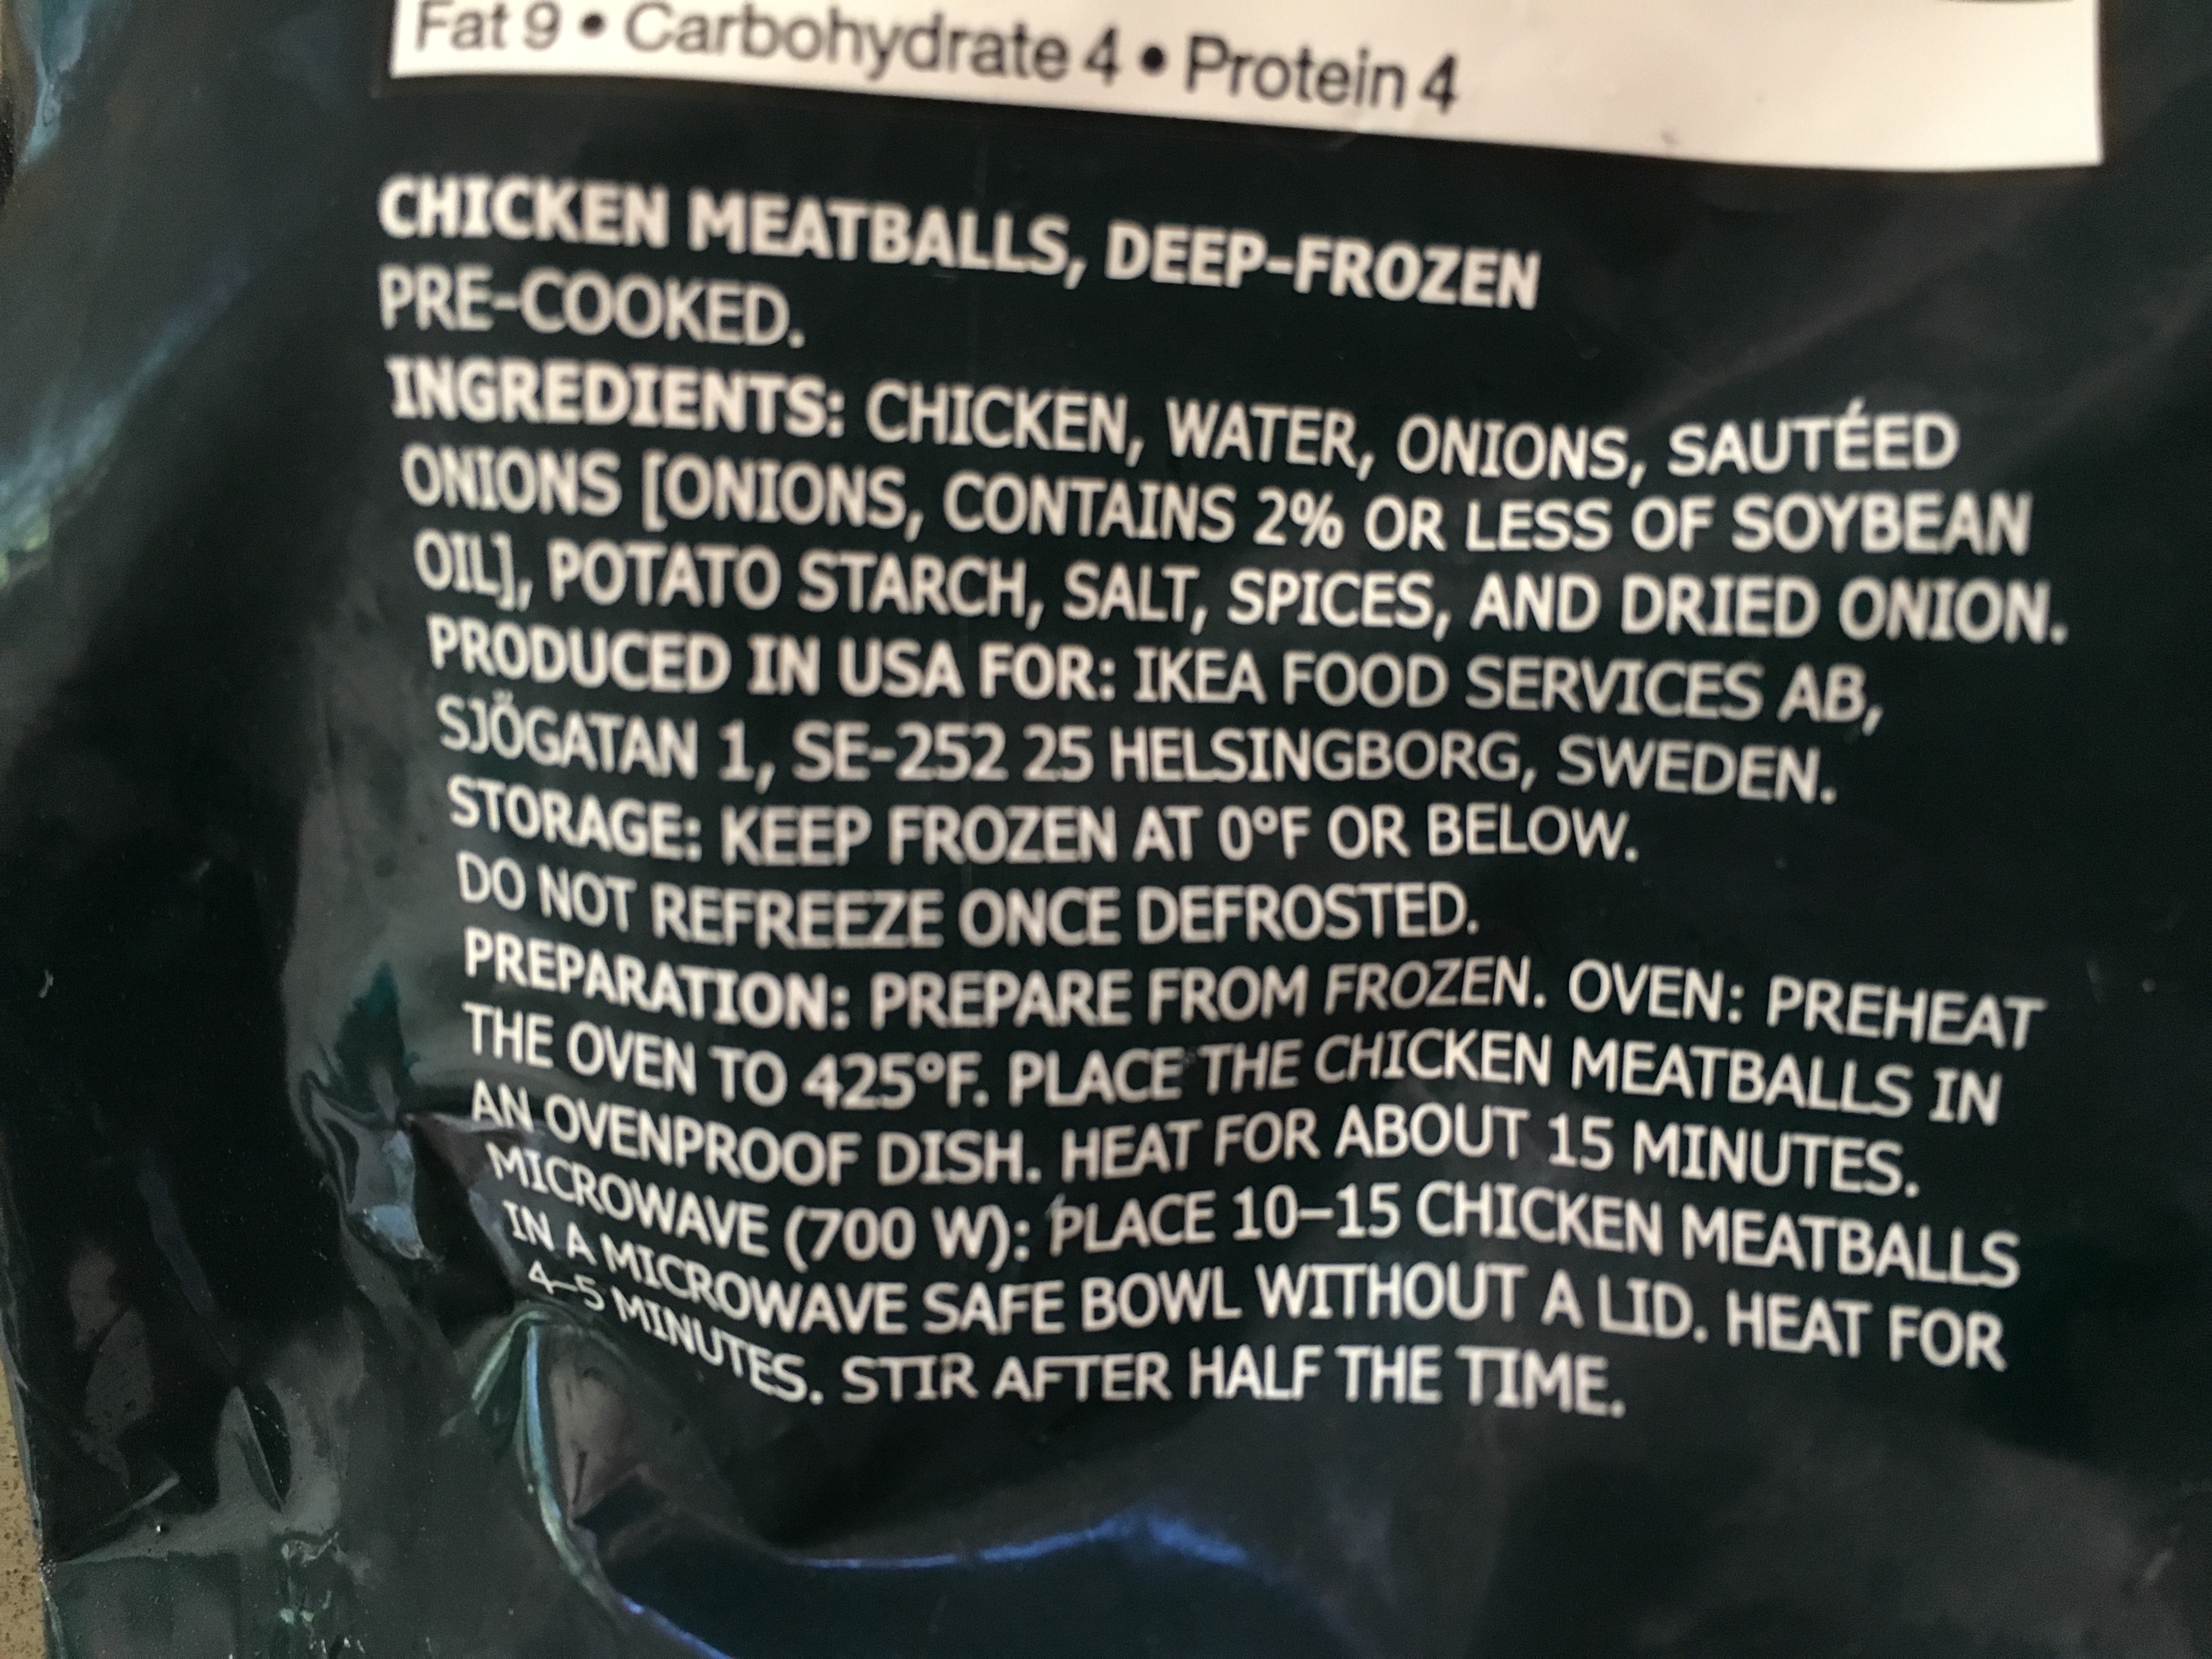 Fat 9 • Carbohydrate 4 • Protein 4
CHICKEN MEATBALLS, DEEP-FROZEN
PRE-COOKED.
INGREDIENTS: CHICKEN, WATER, ONIONS, SAUTÉED
ONIONS [ONIONS, CONTAINS 2% OR LESS OF SOYBEAN
OIL], POTATO STARCH, SALT, SPICES, AND DRIED ONION.
PRODUCED IN USA FOR: IKEA FOOD SERVICES AB,
SJÖGATAN 1, SE-252 25 HELSINGBORG, SWEDEN.
STORAGE: KEEP FROZEN AT 0°F OR BELOW.
DO NOT REFREEZE ONCE DEFROSTED.
PREPARATION: PREPARE FROM FROZEN. OVEN: PREHEAT
THE OVEN TO 425°F. PLACE THE CHICKEN MEATBALLS IN
AN OVENPROOF DISH. HEAT FOR ABOUT 15 MINUTES.
MICROWAVE (700 W): PLACE 10–15 CHICKEN MEATBALLS
IN A MICROWAVE SAFE BOWL WITHOUT A LID. HEAT FOR
4–5 MINUTES. STIR AFTER HALF THE TIME.